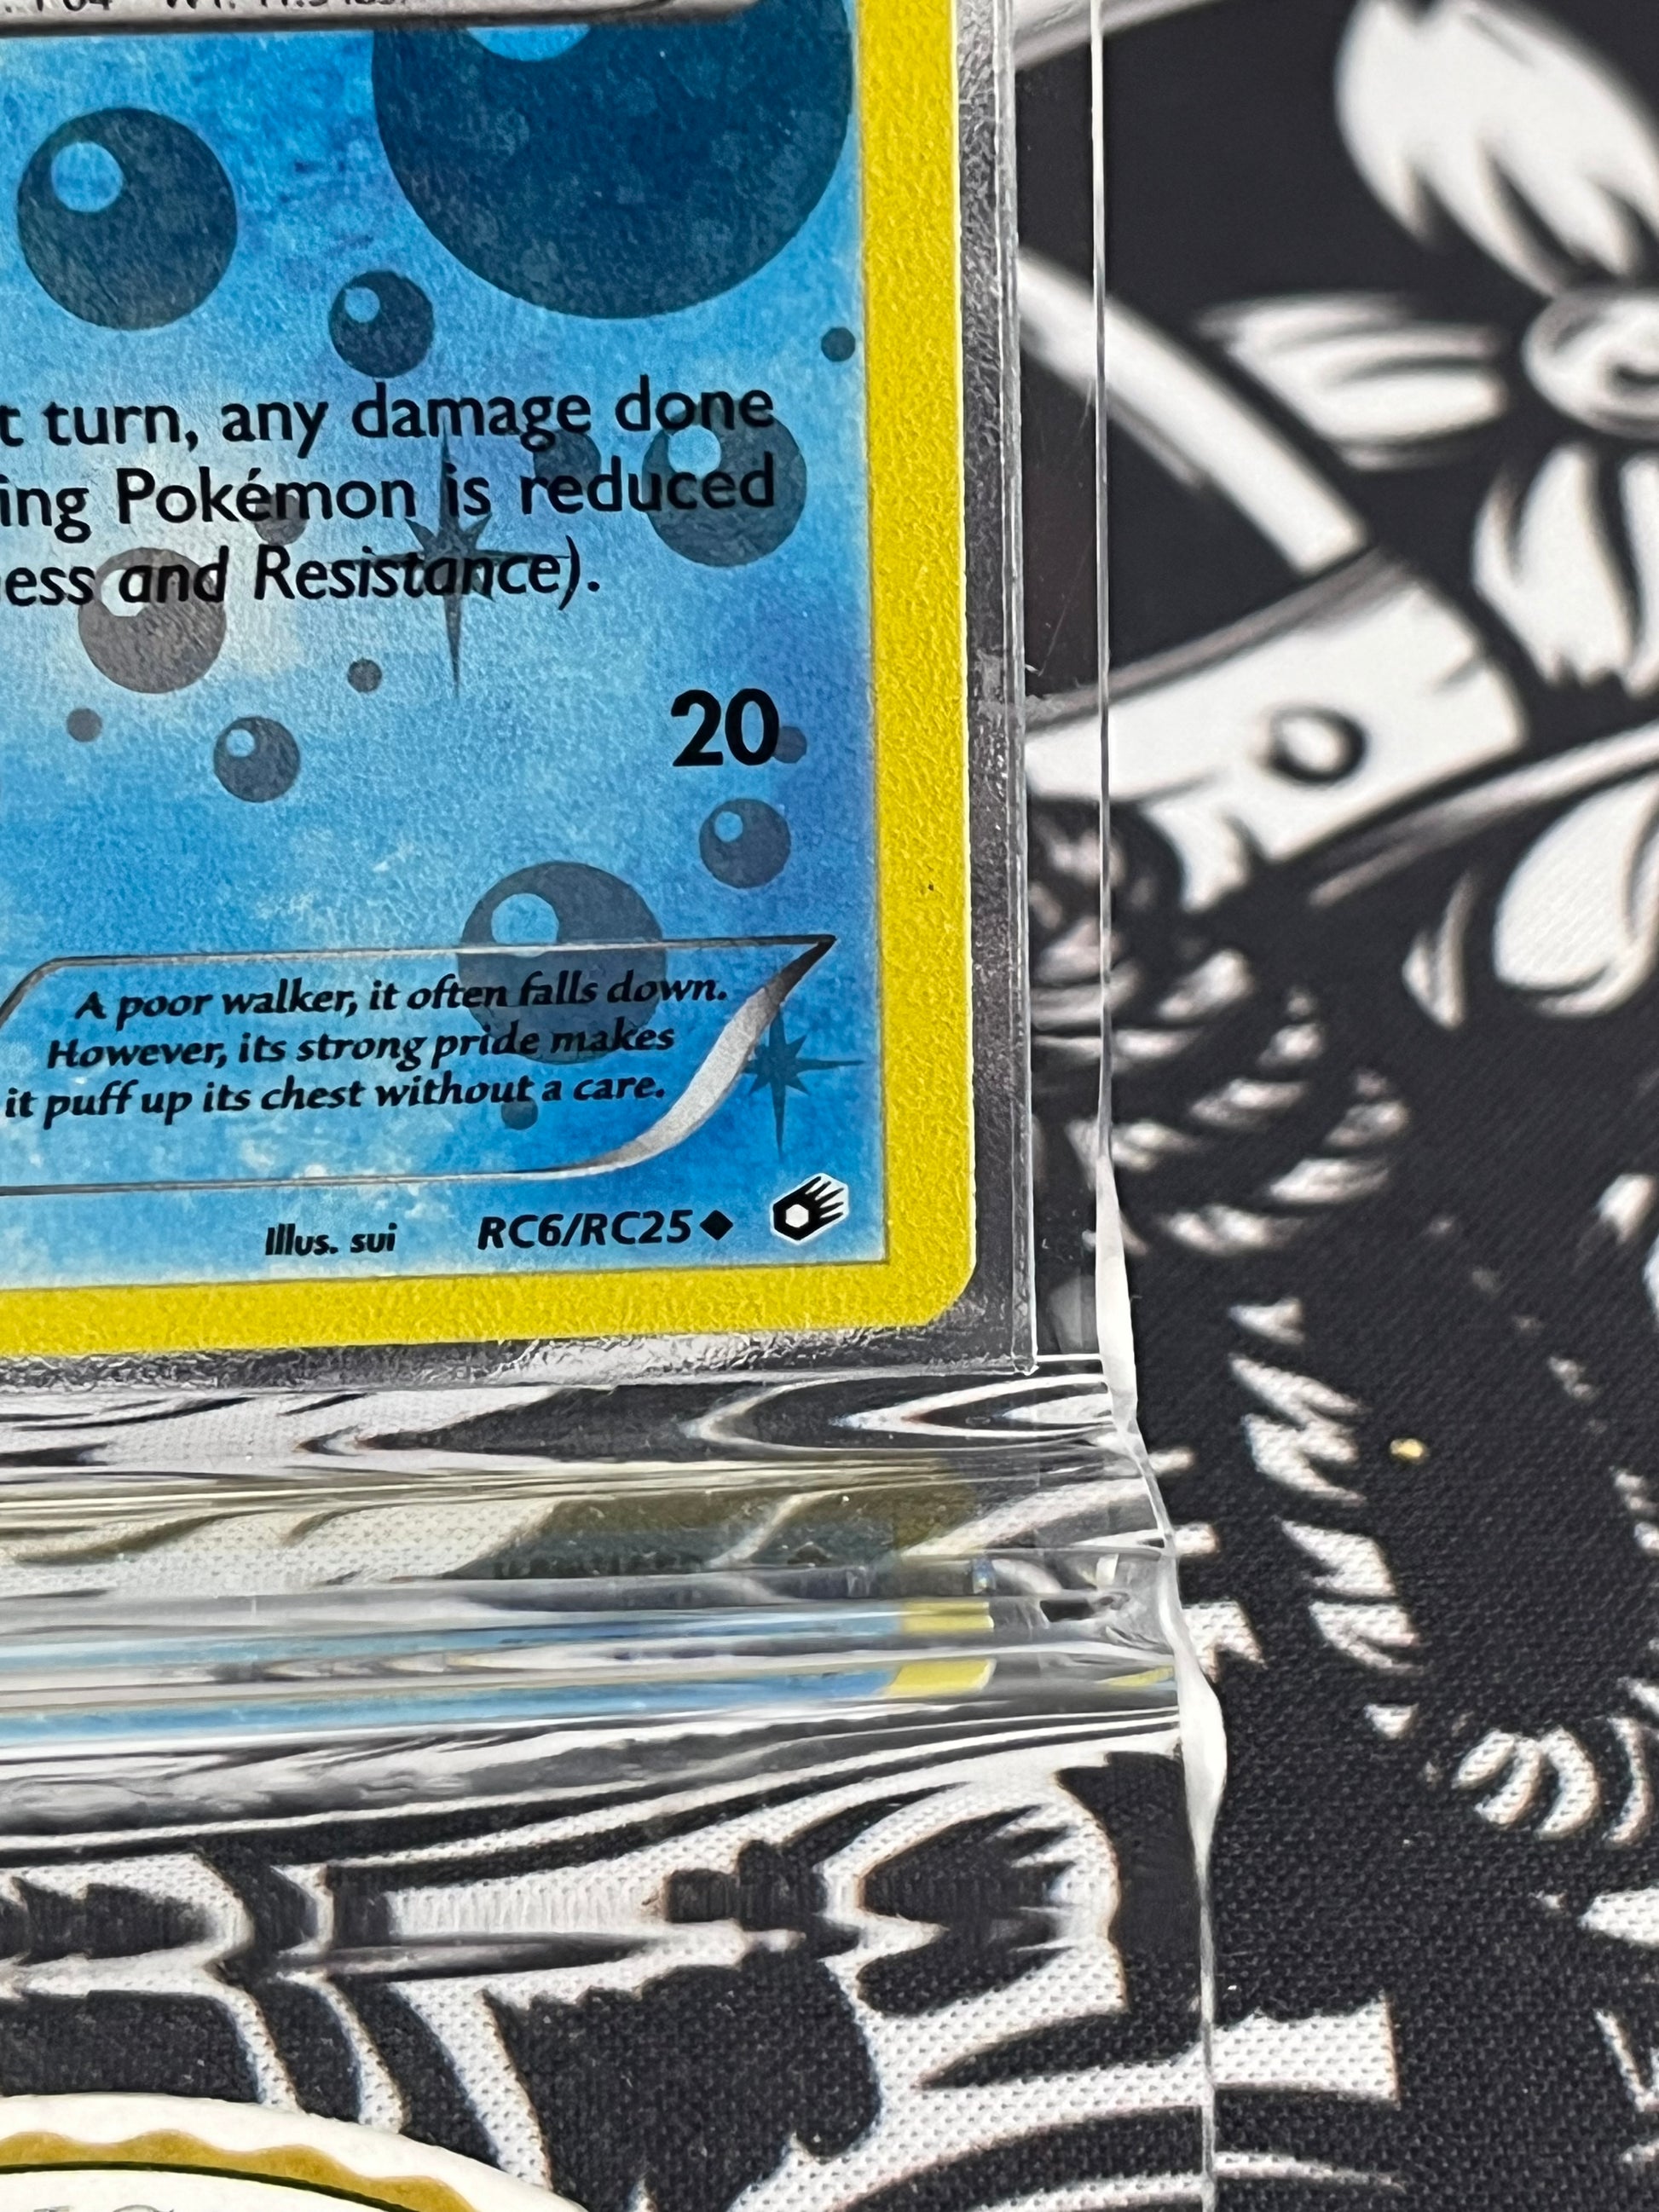 t turn, any damage done
ing Pokémon is reduced
ess and Resistance).
20
A poor walker, it often falls down.
However, its strong pride makes
it puff up its chest without a care.
Illus. sui RC6/RC25